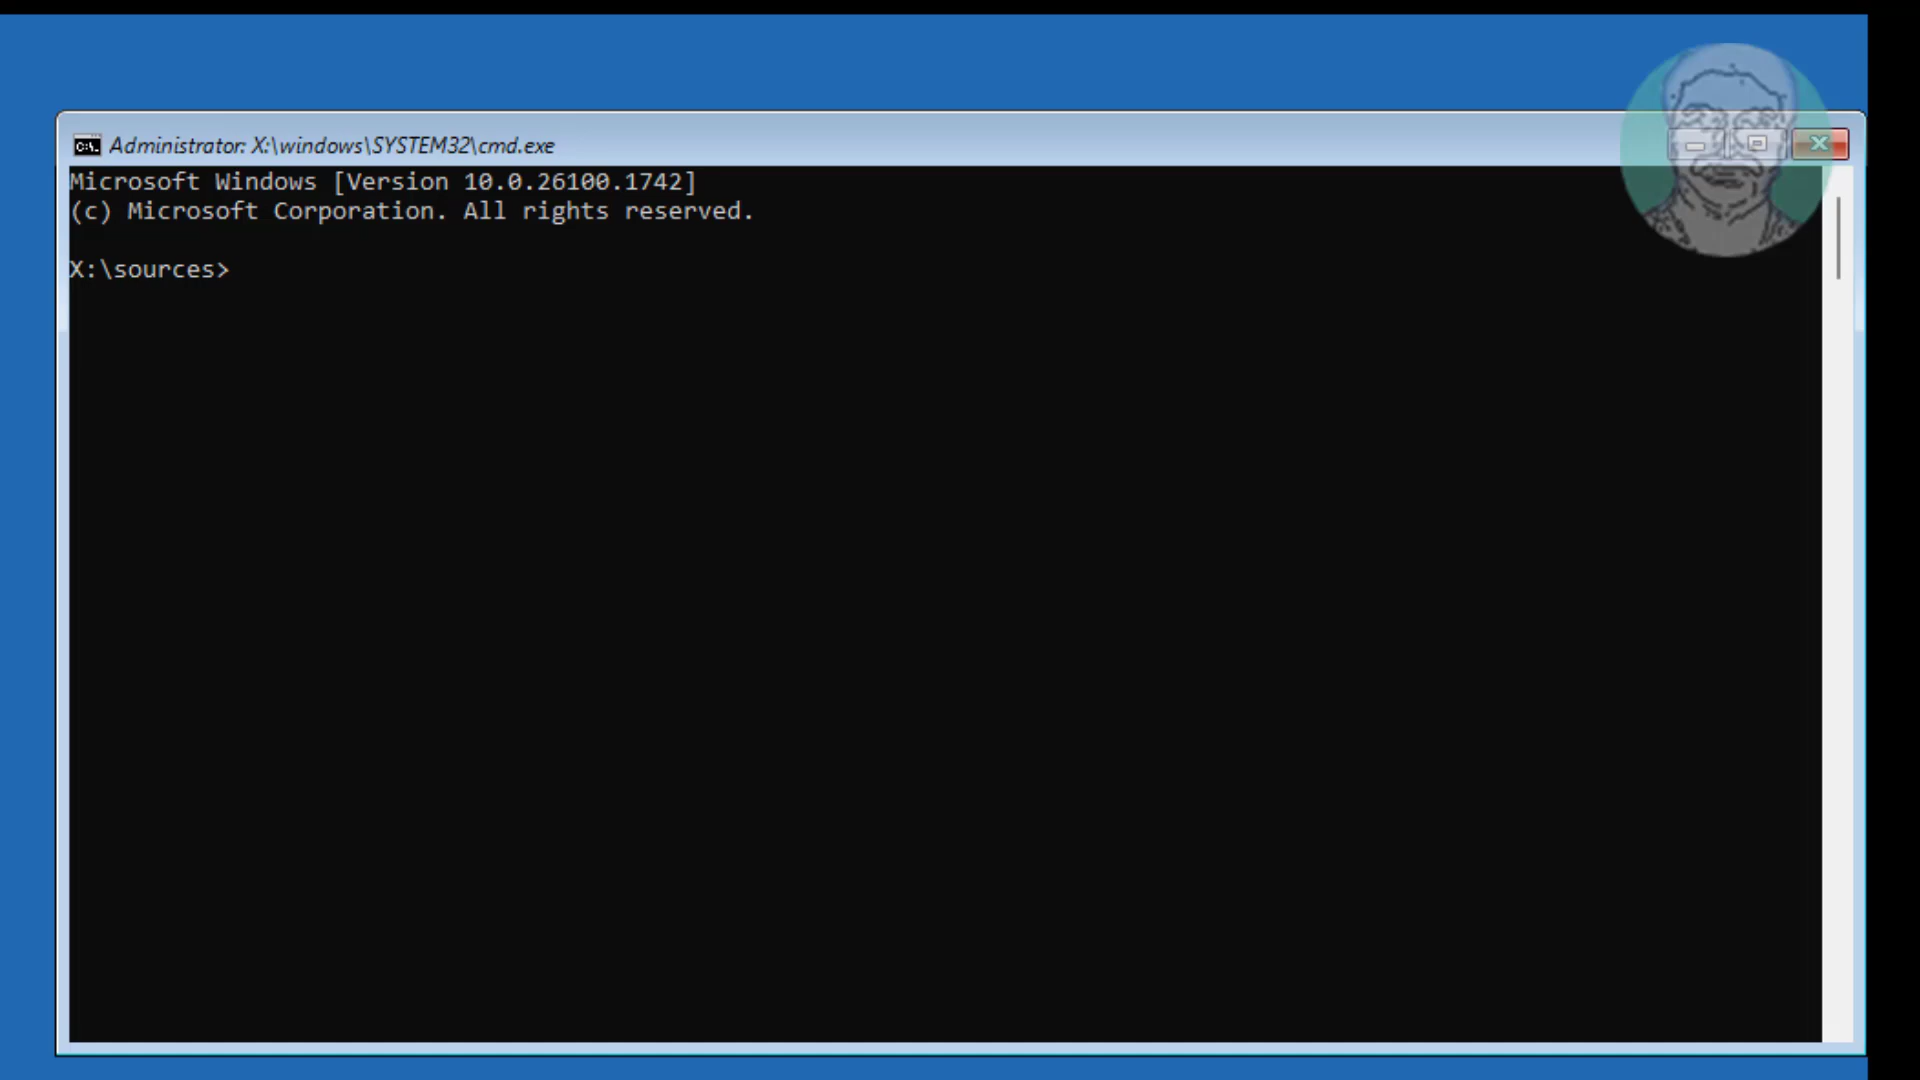 Administrator: X:\windows\SYSTEM32\cmd.exe
Microsoft Windows [Version 10.0.26100.1742]
(c) Microsoft Corporation. All rights reserved.
X:\sources>